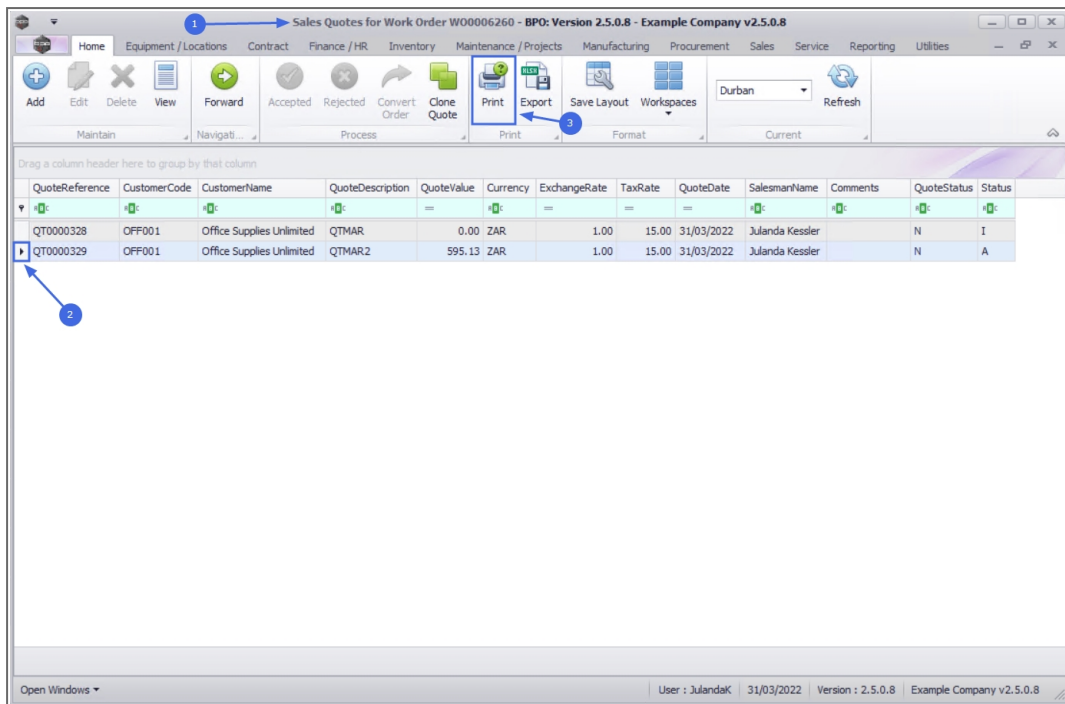 1
Sales Quotes for Work Order WO0006260 - BPO: Version 2.5.0.8 - Example Company v2.5.0.8
Home Equipment / Locations Contract Finance / HR Inventory Maintenance / Projects Manufacturing Procurement Sales Service Reporting Utilities
Add Edit Delete View Forward Accepted Rejected Convert Order Clone Quote Print Export Save Layout Workspaces Durban Refresh
3
Maintain Navigati... Process Print Format Current
Drag a column header here to group by that column
QuoteReference CustomerCode CustomerName QuoteDescription QuoteValue Currency ExchangeRate TaxRate QuoteDate SalesmanName Comments QuoteStatus Status
QT0000328 OFF001 Office Supplies Unlimited QTMAR 0.00 ZAR 1.00 15.00 31/03/2022 Julanda Kessler N I
QT0000329 OFF001 Office Supplies Unlimited QTMAR2 595.13 ZAR 1.00 15.00 31/03/2022 Julanda Kessler N A
2
Open Windows User : JulandaK 31/03/2022 Version : 2.5.0.8 Example Company v2.5.0.8